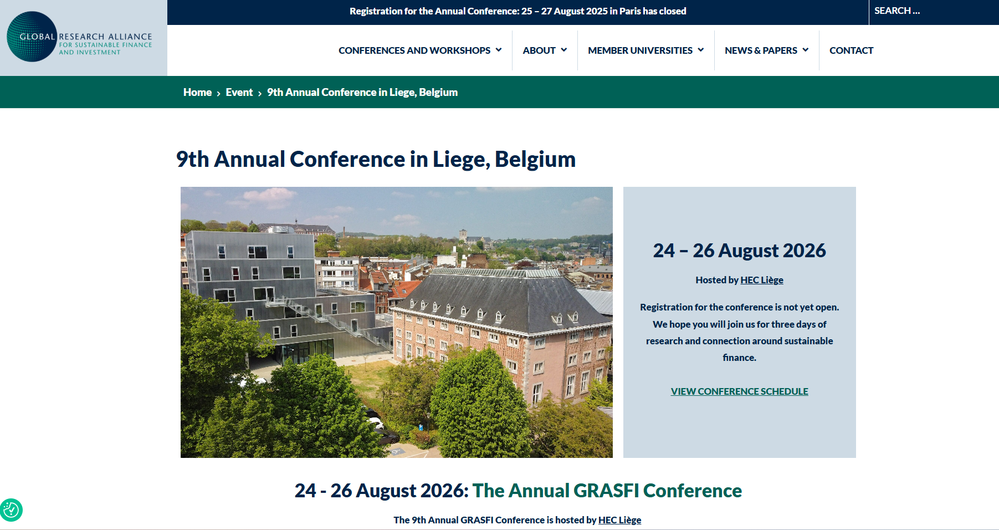 Registration for the Annual Conference: 25 – 27 August 2025 in Paris has closed
SEARCH ...
GLOBAL RESEARCH ALLIANCE
FOR SUSTAINABLE FINANCE
AND INVESTMENT
CONFERENCES AND WORKSHOPS
ABOUT
MEMBER UNIVERSITIES
NEWS & PAPERS
CONTACT
Home › Event › 9th Annual Conference in Liege, Belgium
9th Annual Conference in Liege, Belgium
24 – 26 August 2026
Hosted by HEC Liège
Registration for the conference is not yet open.
We hope you will join us for three days of
research and connection around sustainable
finance.
VIEW CONFERENCE SCHEDULE
24 - 26 August 2026: The Annual GRASFI Conference
The 9th Annual GRASFI Conference is hosted by HEC Liège